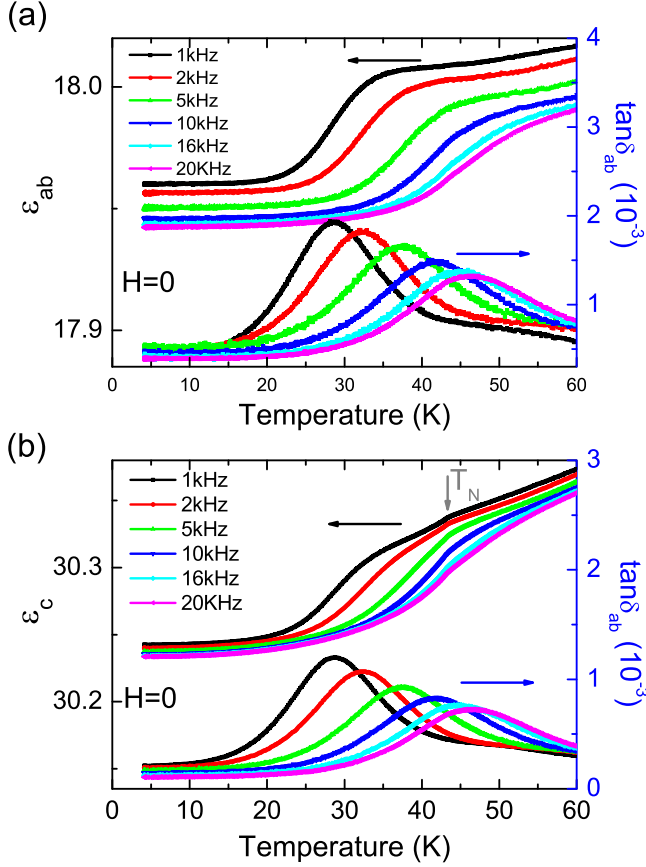 (a)
1kHz
2kHz
5kHz
10kHz
16kHz
20KHz
18.0
17.9
ε_ab
H=0
4
3
2
1
tanδ_ab (10^-3)
0 10 20 30 40 50 60
Temperature (K)
(b)
1kHz
2kHz
5kHz
10kHz
16kHz
20KHz
T_N
30.3
30.2
ε_c
H=0
3
2
1
0
tanδ_ab (10^-3)
0 10 20 30 40 50 60
Temperature (K)